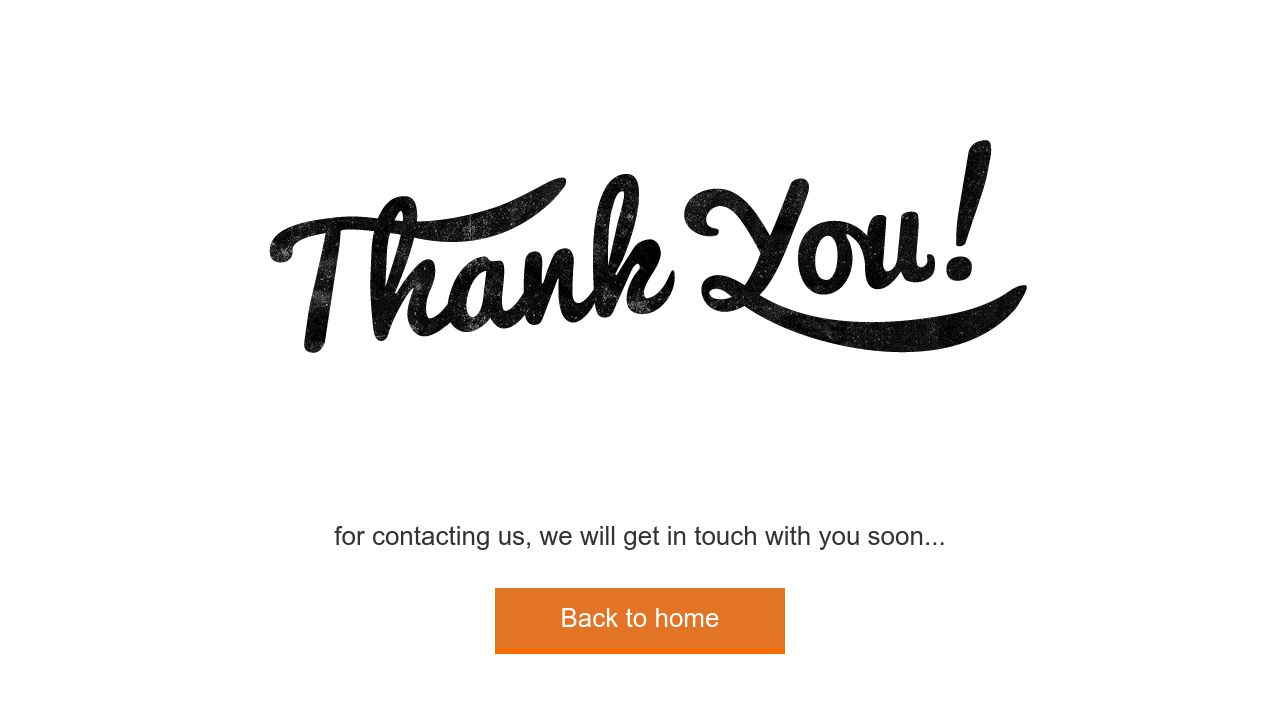 Thank You!
for contacting us, we will get in touch with you soon...
Back to home